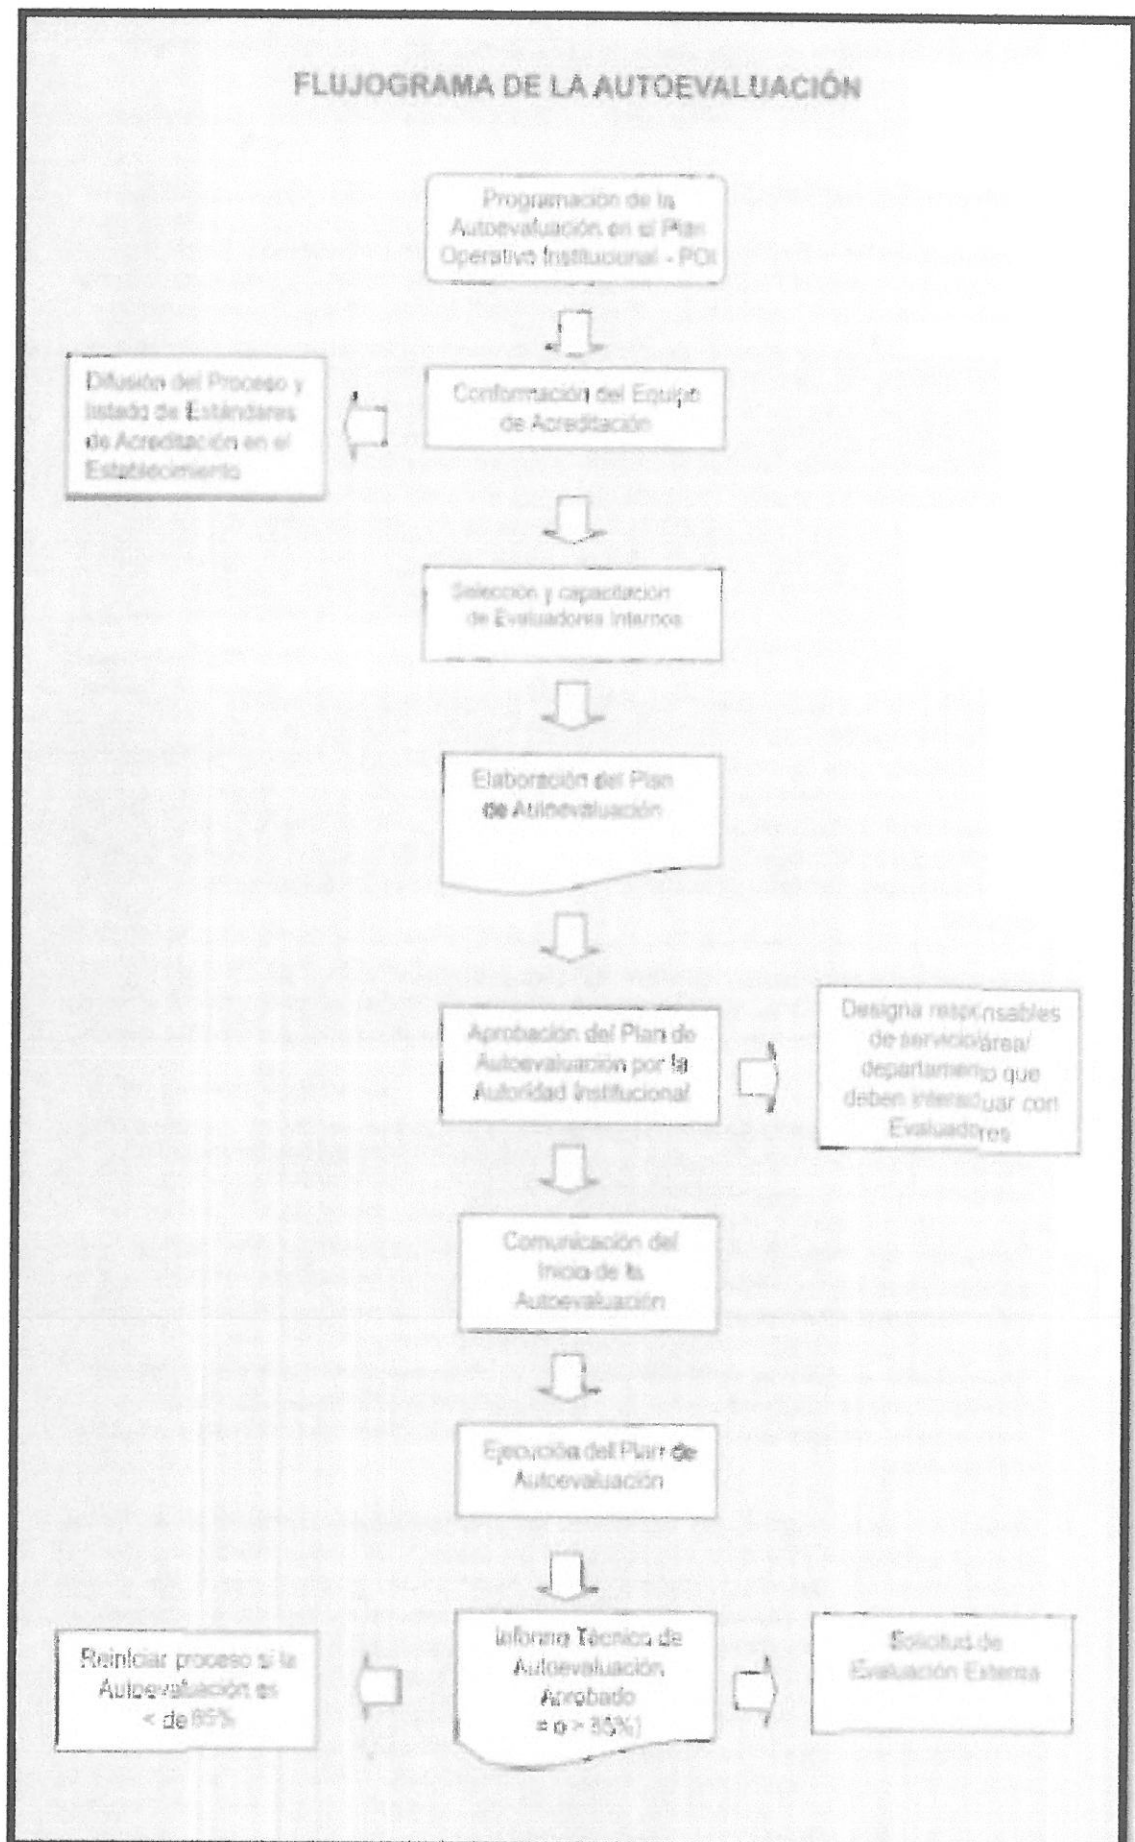 FLUJOGRAMA DE LA AUTOEVALUACIÓN
Programación de la
Autoevaluación en el Plan
Operativo Institucional - POI
Difusión del Proceso y
listado de Estándares
de Acreditación en el
Establecimiento
Conformación del Equipo
de Acreditación
Selección y capacitación
de Evaluadores Internos
Elaboración del Plan
de Autoevaluación
Aprobación del Plan de
Autoevaluación por la
Autoridad Institucional
Designa responsables
de servicio/área/
departamento que
deben interactuar con
Evaluadores
Comunicación del
Inicio de la
Autoevaluación
Ejecución del Plan de
Autoevaluación
Reiniciar proceso si la
Autoevaluación es
< de 85%
Informe Técnico de
Autoevaluación
Aprobado
= o > 85%)
Solicitud de
Evaluación Externa